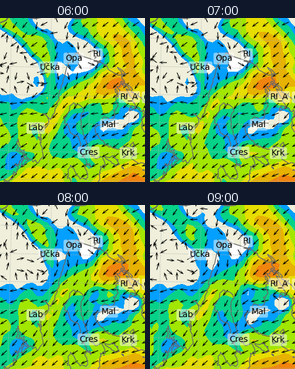 06:00 07:00
Opa RI Učka RI_A Lab Mal Cres Krk
Opa RI Učka RI_A Lab Mal Cres Krk
08:00 09:00
Opa RI Učka RI_A Lab Mal Cres Krk
Opa RI Učka RI_A Lab Mal Cres Krk